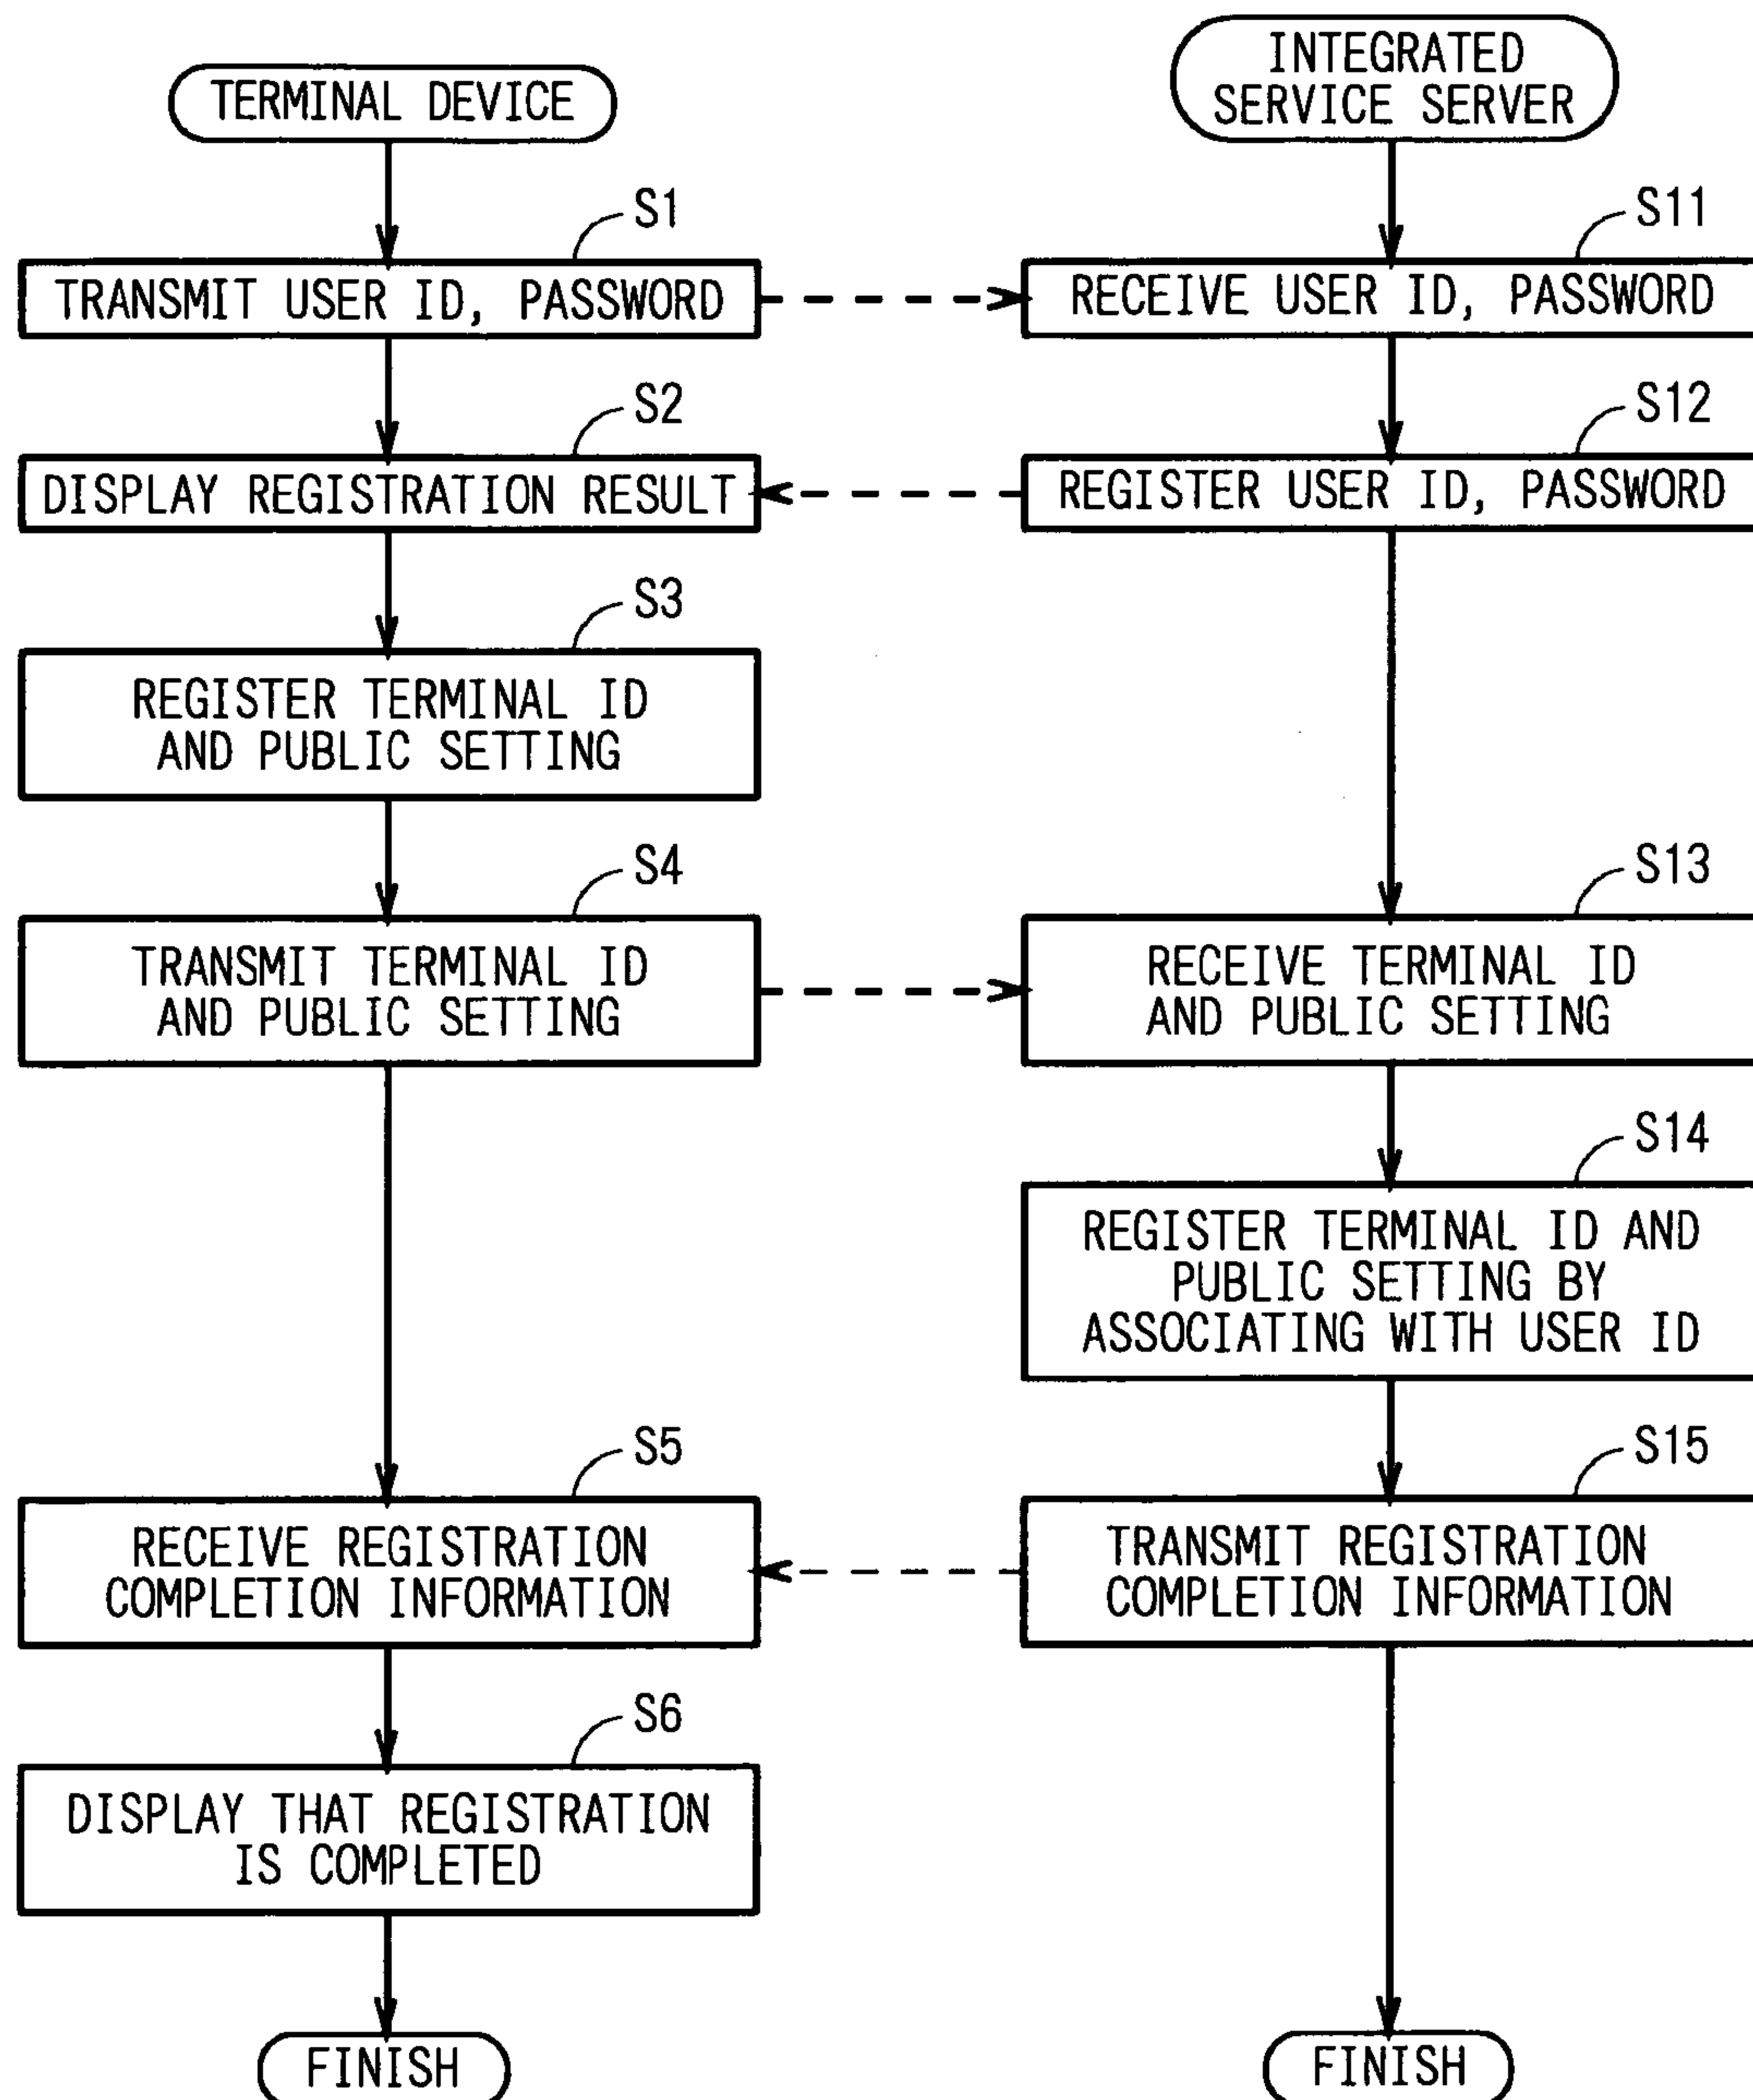 TERMINAL DEVICE
S1
TRANSMIT USER ID, PASSWORD
S2
DISPLAY REGISTRATION RESULT
S3
REGISTER TERMINAL ID
AND PUBLIC SETTING
S4
TRANSMIT TERMINAL ID
AND PUBLIC SETTING
S5
RECEIVE REGISTRATION
COMPLETION INFORMATION
S6
DISPLAY THAT REGISTRATION
IS COMPLETED
FINISH
INTEGRATED
SERVICE SERVER
S11
RECEIVE USER ID, PASSWORD
S12
REGISTER USER ID, PASSWORD
S13
RECEIVE TERMINAL ID
AND PUBLIC SETTING
S14
REGISTER TERMINAL ID AND
PUBLIC SETTING BY
ASSOCIATING WITH USER ID
S15
TRANSMIT REGISTRATION
COMPLETION INFORMATION
FINISH